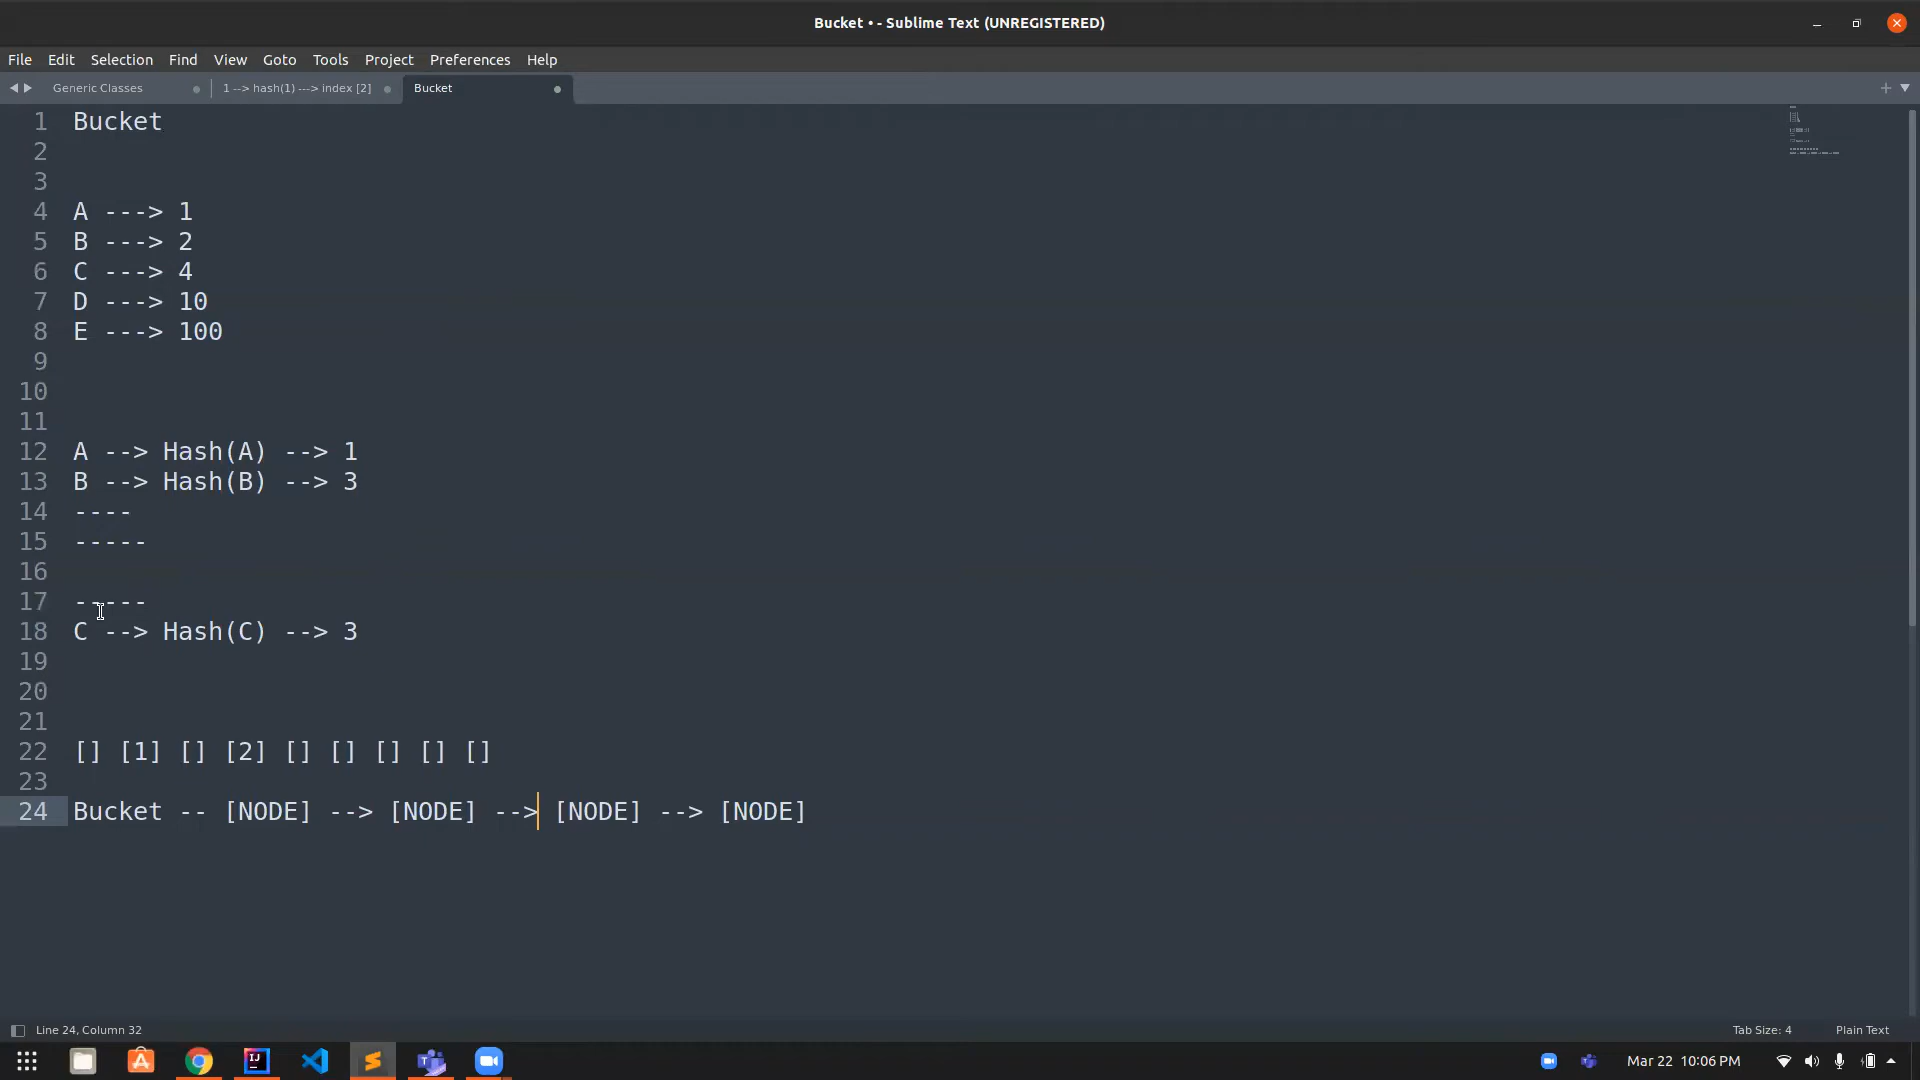 Bucket • - Sublime Text (UNREGISTERED)
File Edit Selection View Goto Tools Project Preferences Help
Generic Classes 1 --> hash(1) ---> index [2] Bucket
1 Bucket
2
3
4 A ---> 1
5 B ---> 2
6 C ---> 4
7 D ---> 10
8 E ---> 100
9
10
11
12 A --> Hash(A) --> 1
13 B --> Hash(B) --> 3
14 ----
15 -----
16
17 -----
18 C --> Hash(C) --> 3
19
20
21
22 [] [1] [] [2] [] [] [] [] []
23
24 Bucket -- [NODE] --> [NODE] --> [NODE] --> [NODE]
Line 24, Column 32 Tab Size: 4 Plain Text
Mar 22 10:06 PM